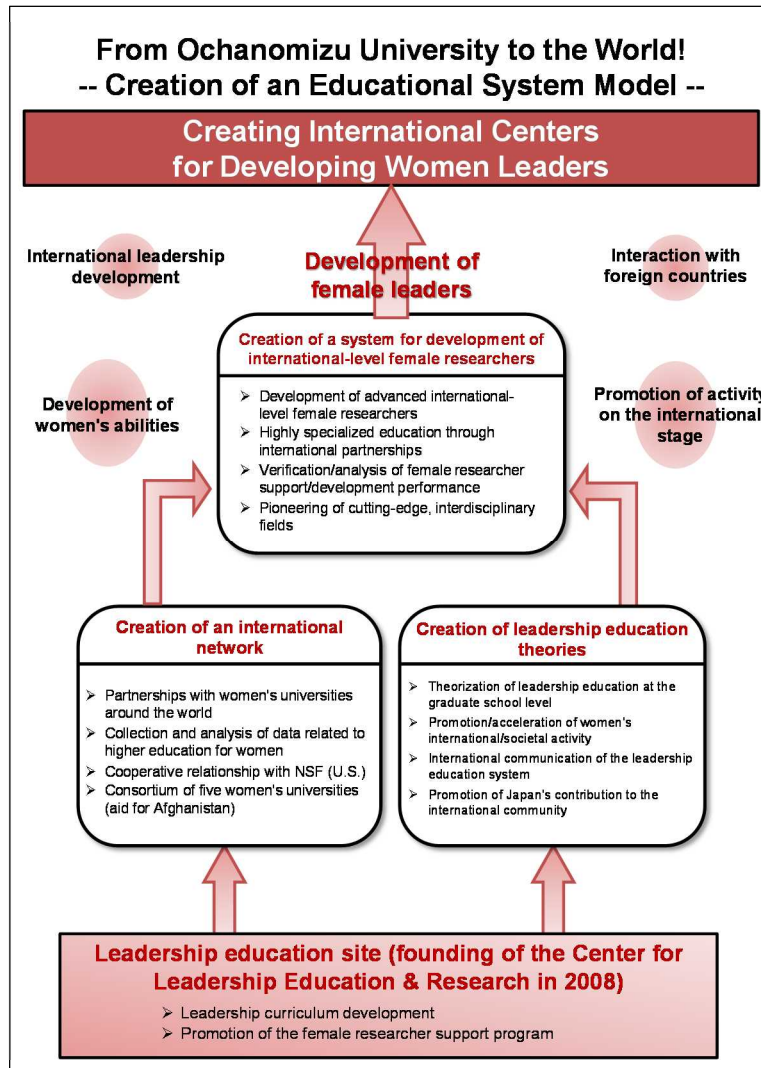 From Ochanomizu University to the World!
-- Creation of an Educational System Model --
Creating International Centers
for Developing Women Leaders
International leadership
development
Development of
female leaders
Interaction with
foreign countries
Development of
women's abilities
Promotion of activity
on the international
stage
Creation of a system for development of
international-level female researchers
➢ Development of advanced international-
level female researchers
➢ Highly specialized education through
international partnerships
➢ Verification/analysis of female researcher
support/development performance
➢ Pioneering of cutting-edge, interdisciplinary
fields
Creation of an international
network
➢ Partnerships with women's universities
around the world
➢ Collection and analysis of data related to
higher education for women
➢ Cooperative relationship with NSF (U.S.)
➢ Consortium of five women's universities
(aid for Afghanistan)
Creation of leadership education
theories
➢ Theorization of leadership education at the
graduate school level
➢ Promotion/acceleration of women's
international/societal activity
➢ International communication of the leadership
education system
➢ Promotion of Japan's contribution to the
international community
Leadership education site (founding of the Center for
Leadership Education & Research in 2008)
➢ Leadership curriculum development
➢ Promotion of the female researcher support program